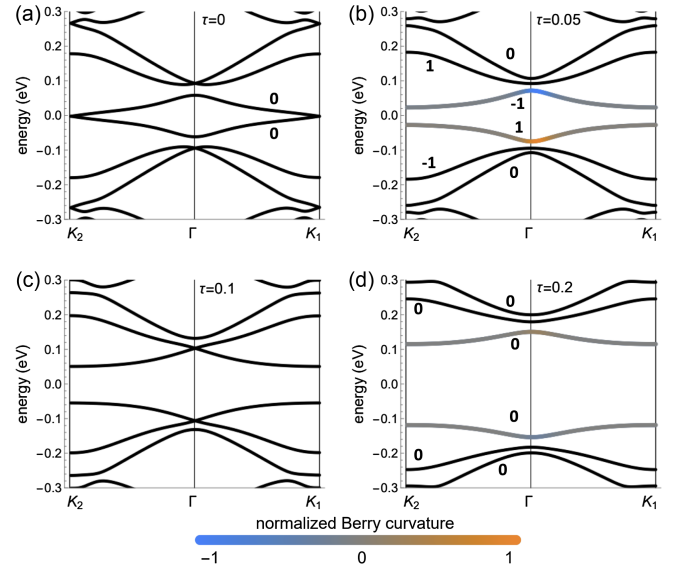 (a)
τ=0
energy (eV)
0.3
0.2
0.1
0.0
-0.1
-0.2
-0.3
0
0
K₂
Γ
K₁
(b)
τ=0.05
energy (eV)
0.3
0.2
0.1
0.0
-0.1
-0.2
-0.3
0
1
-1
1
-1
0
K₂
Γ
K₁
(c)
τ=0.1
energy (eV)
0.3
0.2
0.1
0.0
-0.1
-0.2
-0.3
K₂
Γ
K₁
(d)
τ=0.2
energy (eV)
0.3
0.2
0.1
0.0
-0.1
-0.2
-0.3
0
0
0
0
0
0
K₂
Γ
K₁
normalized Berry curvature
−1 0 1